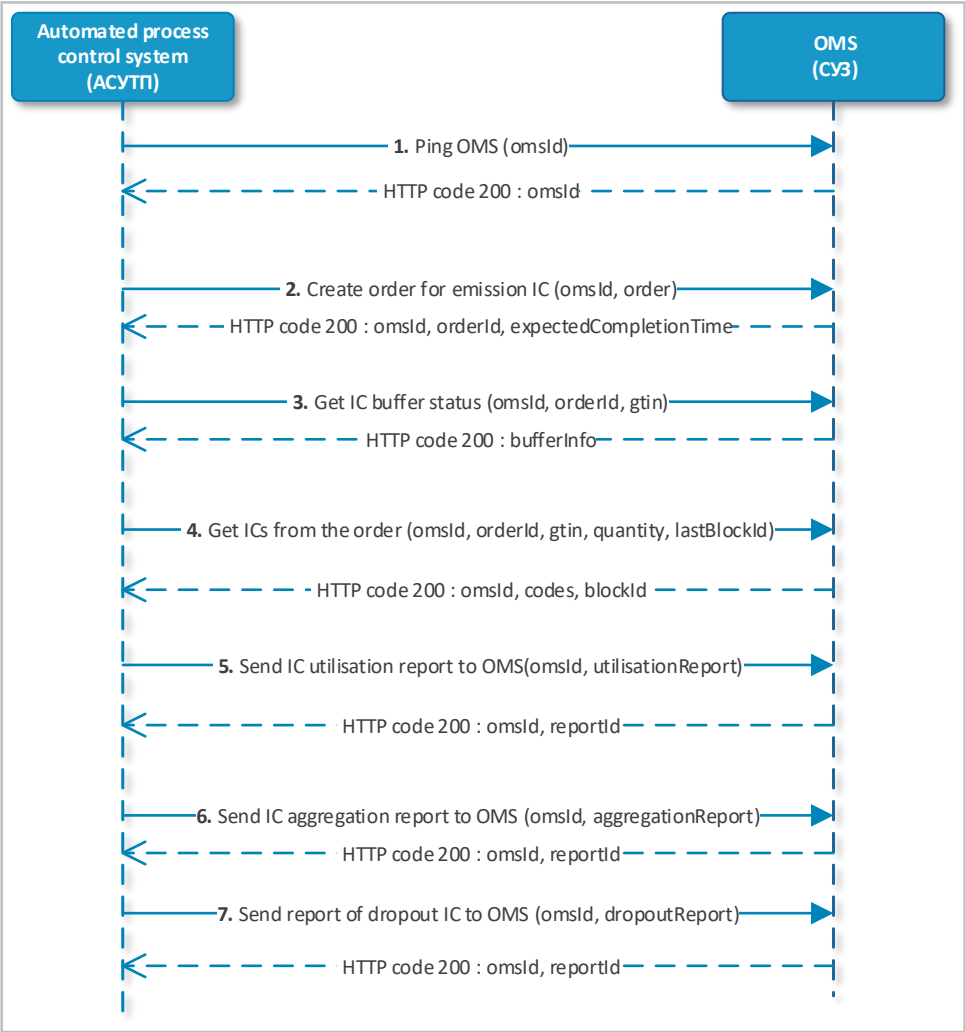 Automated process
control system
(АСУТП)
OMS
(СУЗ)
1. Ping OMS (omsId)
HTTP code 200 : omsId
2. Create order for emission IC (omsId, order)
HTTP code 200 : omsId, orderId, expectedCompletionTime
3. Get IC buffer status (omsId, orderId, gtin)
HTTP code 200 : bufferInfo
4. Get ICs from the order (omsId, orderId, gtin, quantity, lastBlockId)
HTTP code 200 : omsId, codes, blockId
5. Send IC utilisation report to OMS(omsId, utilisationReport)
HTTP code 200 : omsId, reportId
6. Send IC aggregation report to OMS (omsId, aggregationReport)
HTTP code 200 : omsId, reportId
7. Send report of dropout IC to OMS (omsId, dropoutReport)
HTTP code 200 : omsId, reportId